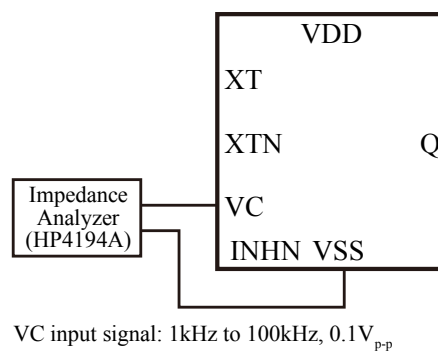 VDD
XT
XTN
Q
Impedance
Analyzer
(HP4194A)
VC
INHN VSS
VC input signal: 1kHz to 100kHz, 0.1Vp-p